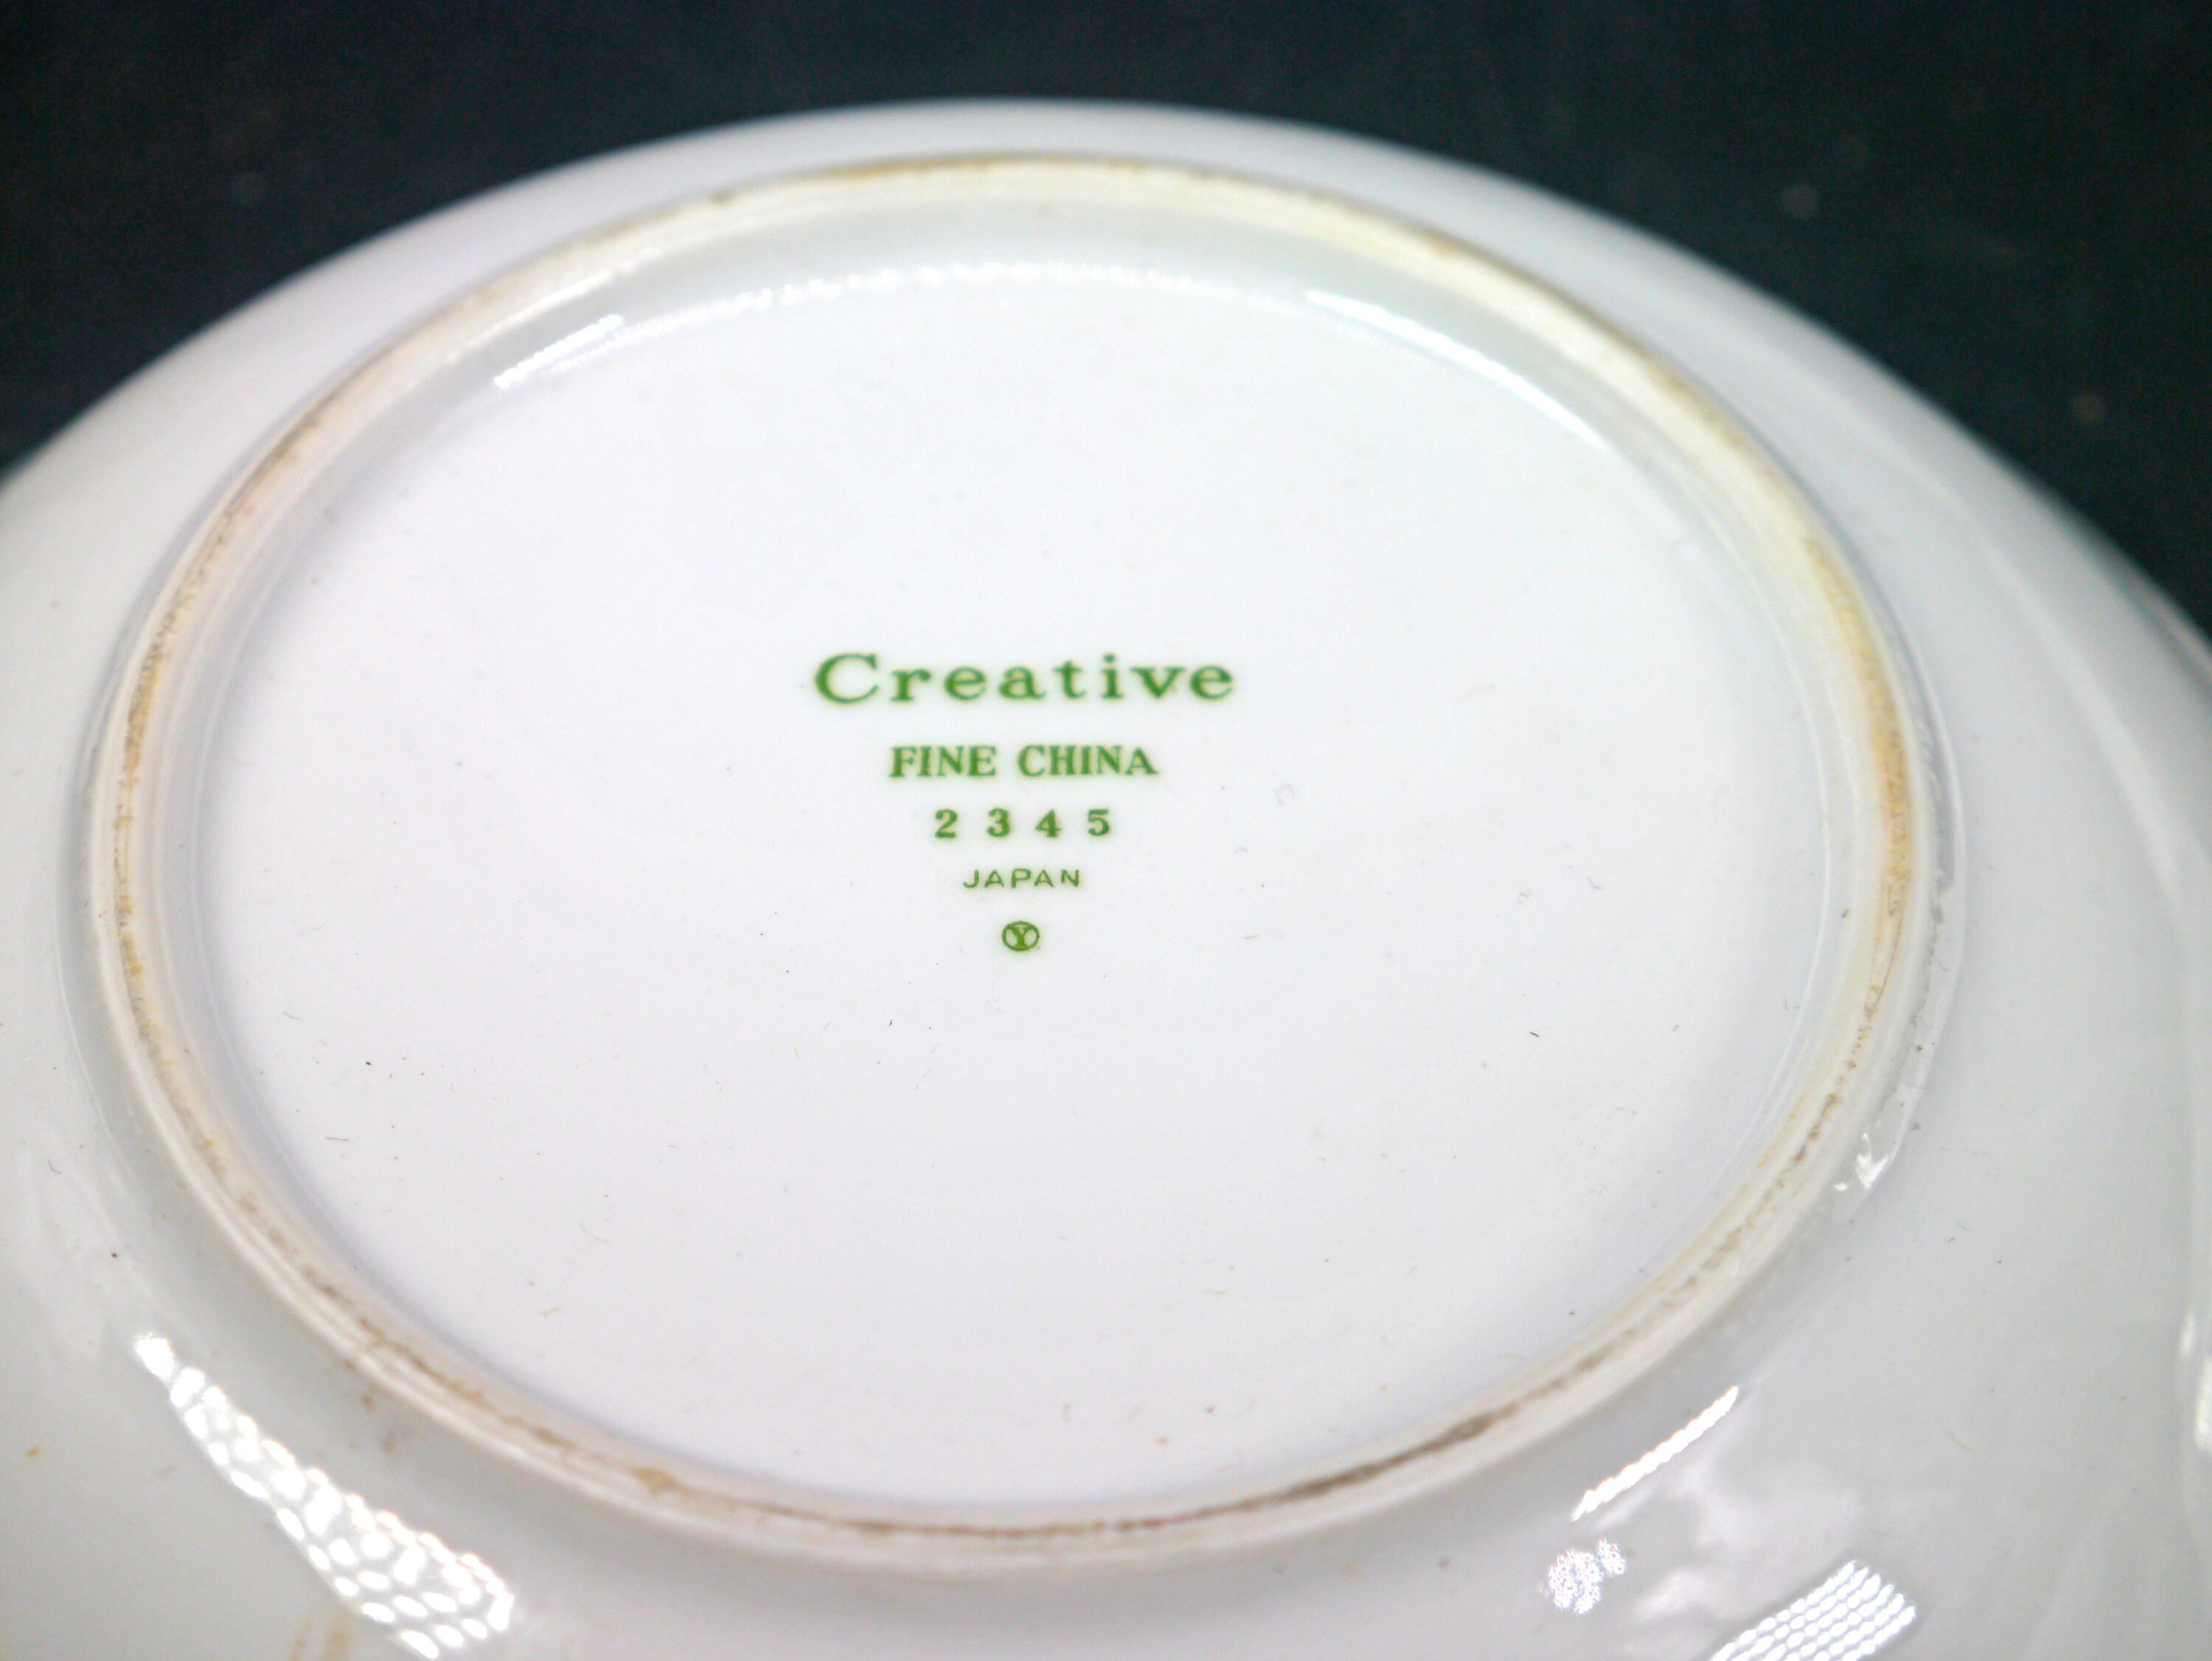 Creative
FINE CHINA
2 3 4 5
JAPAN
Y